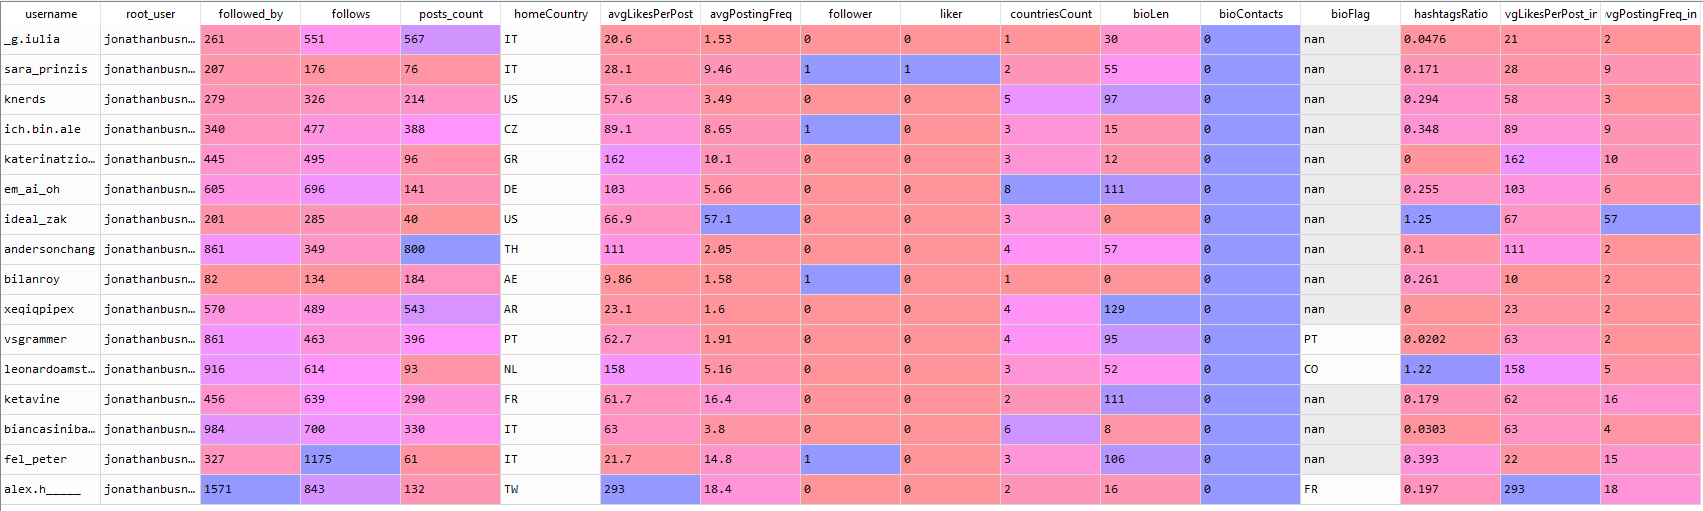 username root_user followed_by follows posts_count homeCountry avgLikesPerPost avgPostingFreq follower liker countriesCount bioLen bioContacts bioFlag hashtagsRatio vgLikesPerPost_in vgPostingFreq_in
_g.iulia jonathanbusn… 261 551 567 IT 20.6 1.53 0 0 1 30 0 nan 0.0476 21 2
sara_prinzis jonathanbusn… 207 176 76 IT 28.1 9.46 1 1 2 55 0 nan 0.171 28 9
knerds jonathanbusn… 279 326 214 US 57.6 3.49 0 0 5 97 0 nan 0.294 58 3
ich.bin.ale jonathanbusn… 340 477 388 CZ 89.1 8.65 1 0 3 15 0 nan 0.348 89 9
katerinatzio… jonathanbusn… 445 495 96 GR 162 10.1 0 0 3 12 0 nan 0 162 10
em_ai_oh jonathanbusn… 605 696 141 DE 103 5.66 0 0 8 111 0 nan 0.255 103 6
ideal_zak jonathanbusn… 201 285 40 US 66.9 57.1 0 0 3 0 0 nan 1.25 67 57
andersonchang jonathanbusn… 861 349 800 TH 111 2.05 0 0 4 57 0 nan 0.1 111 2
bilanroy jonathanbusn… 82 134 184 AE 9.86 1.58 1 0 1 0 0 nan 0.261 10 2
xeqiqpipex jonathanbusn… 570 489 543 AR 23.1 1.6 0 0 4 129 0 nan 0 23 2
vsgrammer jonathanbusn… 861 463 396 PT 62.7 1.91 0 0 4 95 0 PT 0.0202 63 2
leonardoamst… jonathanbusn… 916 614 93 NL 158 5.16 0 0 3 52 0 CO 1.22 158 5
ketavine jonathanbusn… 456 639 290 FR 61.7 16.4 0 0 2 111 0 nan 0.179 62 16
biancasiniba… jonathanbusn… 984 700 330 IT 63 3.8 0 0 6 8 0 nan 0.0303 63 4
fel_peter jonathanbusn… 327 1175 61 IT 21.7 14.8 1 0 3 106 0 nan 0.393 22 15
alex.h_____ jonathanbusn… 1571 843 132 TW 293 18.4 0 0 2 16 0 FR 0.197 293 18